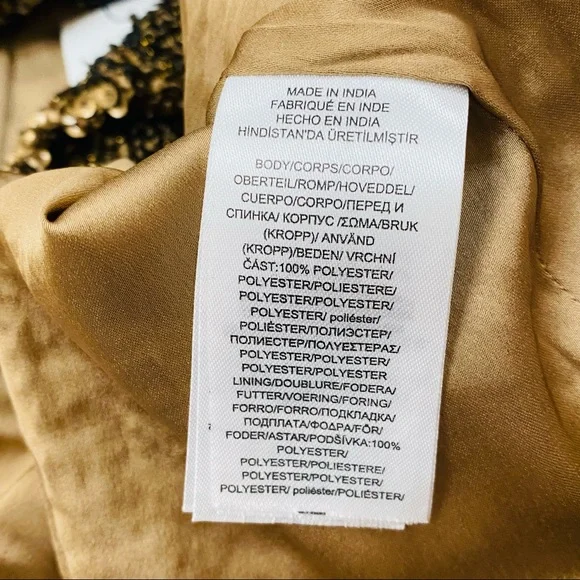 MADE IN INDIA
FABRIQUÉ EN INDE
HECHO EN INDIA
HİNDİSTAN'DA ÜRETİLMİŞTİR
BODY/CORPS/CORPO/
OBERTEIL/ROMP/HOVEDDEL/
CUERPO/CORPO/ПЕРЕД И
СПИНКА/ КОРПУС /ΣΩΜΑ/BRUK
(KROPP)/ ANVÄND
(KROPP)/BEDEN/ VRCHNÍ
ČÁST:100% POLYESTER/
POLYESTER/POLIESTERE/
POLYESTER/POLYESTER/
POLYESTER/ poliéster/
POLIÉSTER/ПОЛИЭСТЕР/
ПОЛИЕСТЕР/ΠΟΛΥΕΣΤΕΡΑΣ/
POLYESTER/POLYESTER/
POLYESTER/POLYESTER
LINING/DOUBLURE/FODERA/
FUTTER/VOERING/FORING/
FORRO/FORRO/ПОДКЛАДКА/
ПОДПЛАТА/ΦΟΔΡΑ/FÖR/
FODER/ASTAR/PODŠÍVKA:100%
POLYESTER/
POLYESTER/POLIESTERE/
POLYESTER/POLYESTER/
POLYESTER/ poliéster/POLIÉSTER/